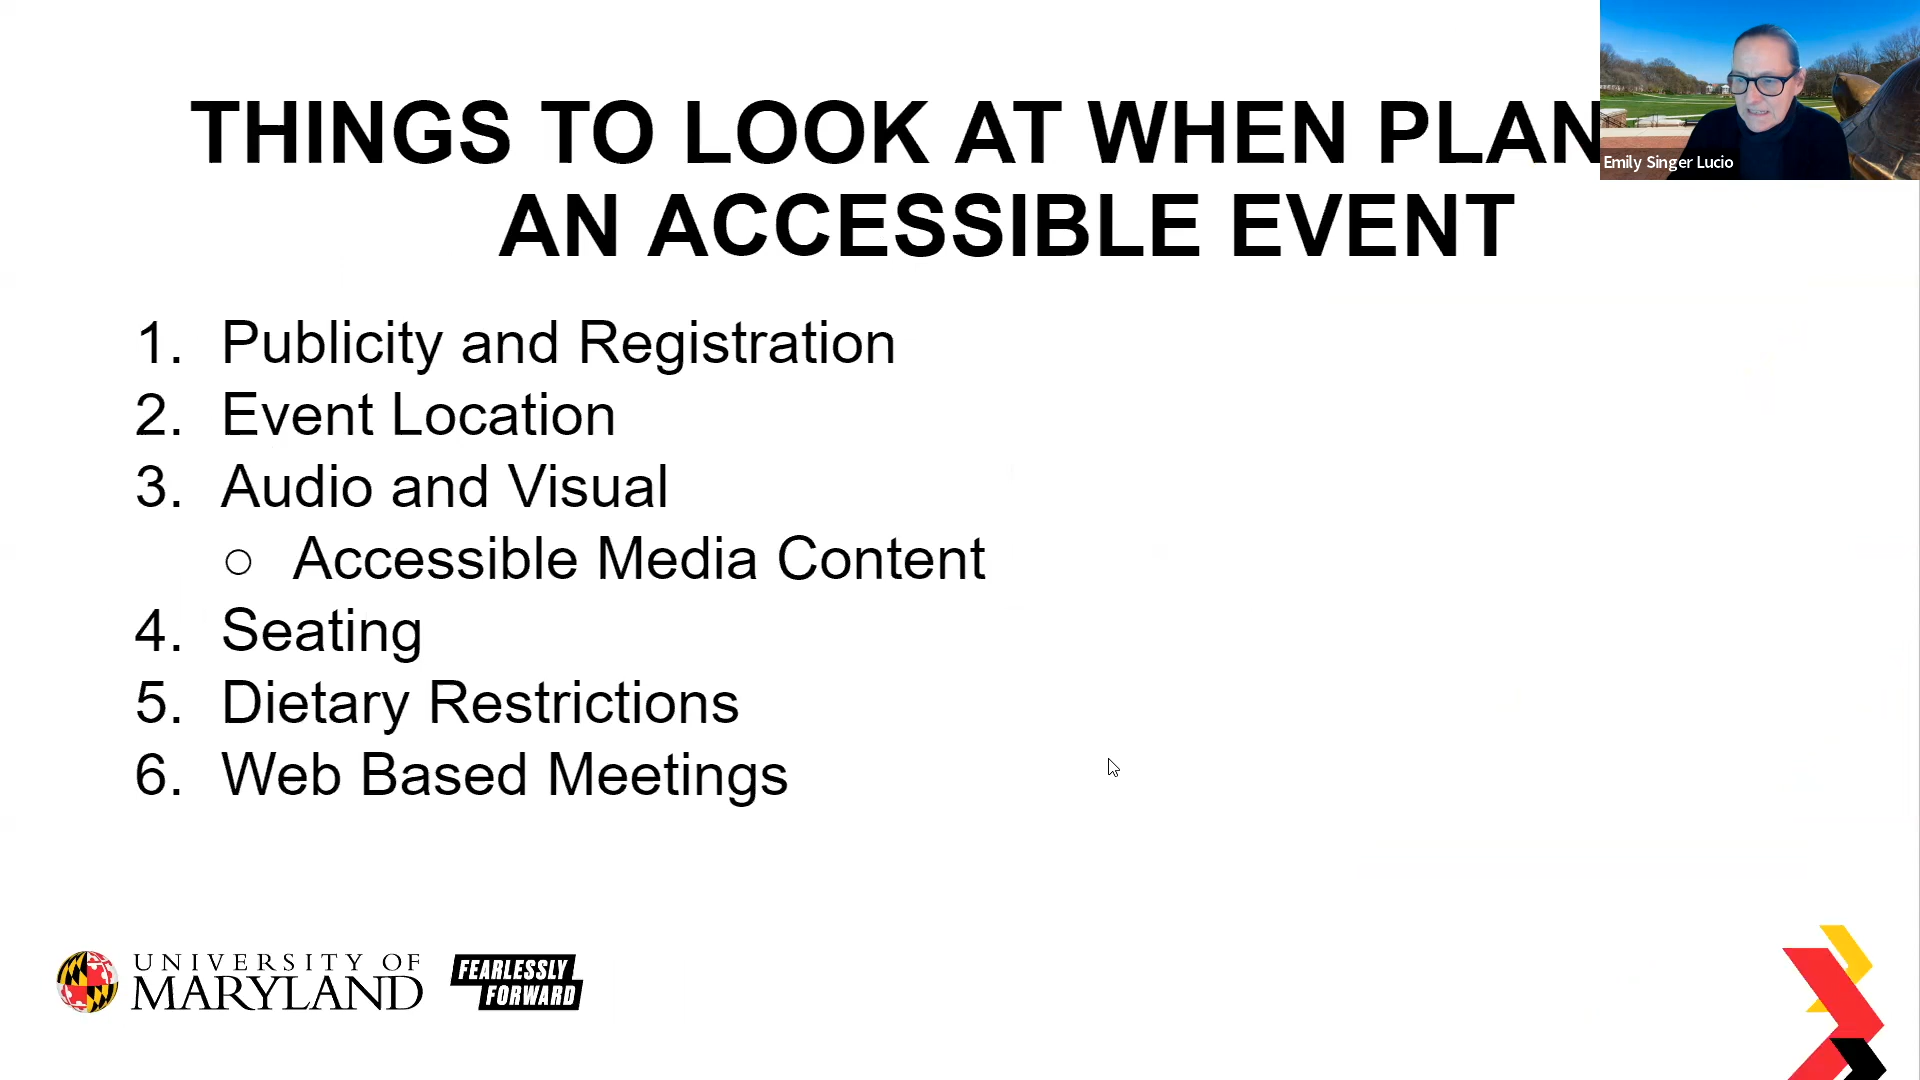 THINGS TO LOOK AT WHEN PLAN
AN ACCESSIBLE EVENT
Emily Singer Lucio
1. Publicity and Registration
2. Event Location
3. Audio and Visual
○ Accessible Media Content
4. Seating
5. Dietary Restrictions
6. Web Based Meetings
UNIVERSITY OF
MARYLAND
FEARLESSLY
FORWARD